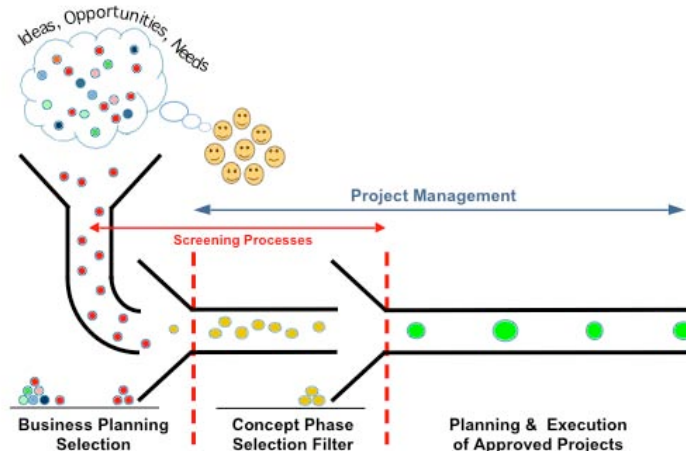 Ideas, Opportunities, Needs
Project Management
Screening Processes
Business Planning
Selection
Concept Phase
Selection Filter
Planning &  Execution
of Approved Projects